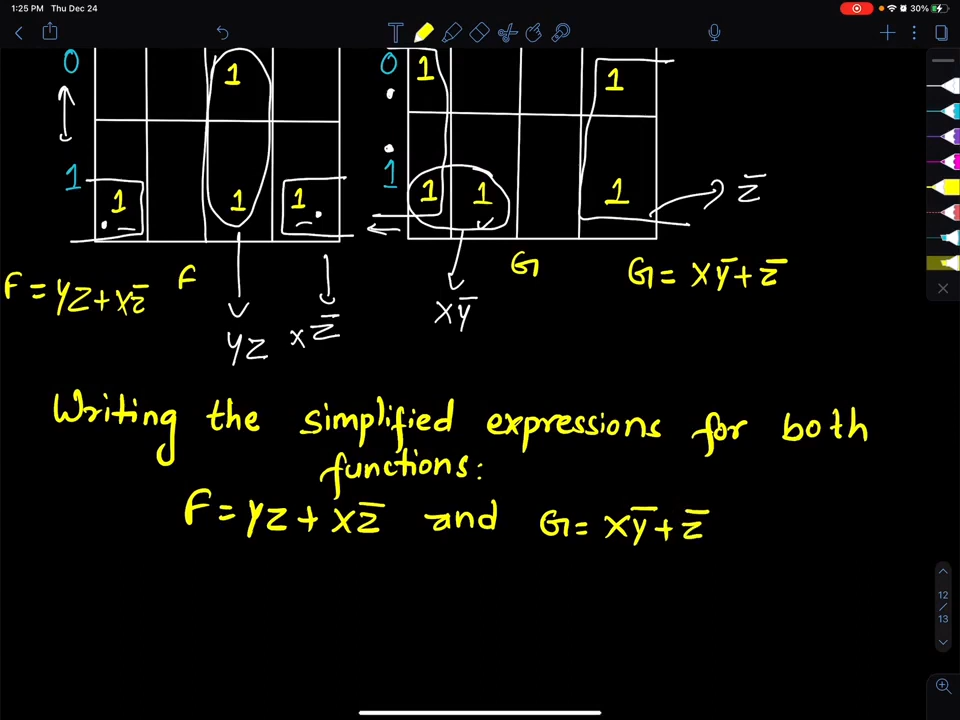 1:25 PM Thu Dec 24
30%
T
0 1 0 1 1
1 1 1 1 1 1 1 1 1
z̄
F
G
G = xȳ + z̄
F = yz + xz̄
yz xz̄
xȳ
Writing the simplified expressions for both
functions:
F = yz + xz̄ and G = xȳ + z̄
12
/
13